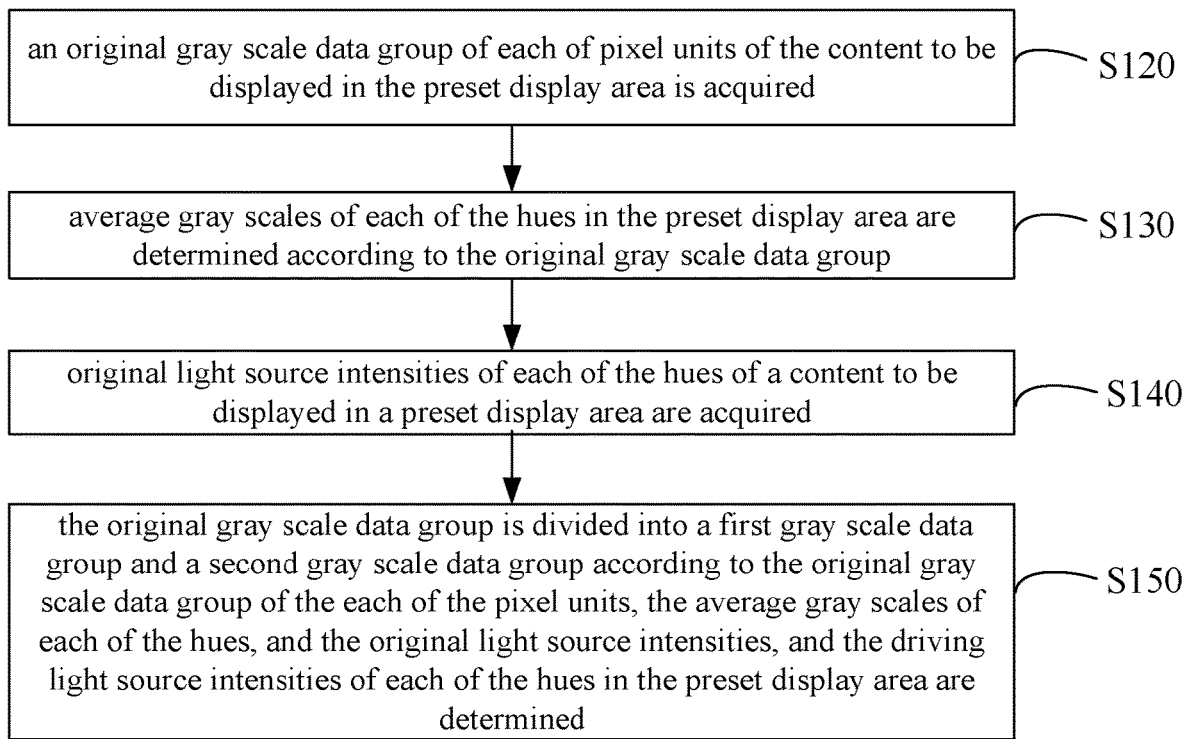 an original gray scale data group of each of pixel units of the content to be
displayed in the preset display area is acquired
S120
average gray scales of each of the hues in the preset display area are
determined according to the original gray scale data group
S130
original light source intensities of each of the hues of a content to be
displayed in a preset display area are acquired
S140
the original gray scale data group is divided into a first gray scale data
group and a second gray scale data group according to the original gray
scale data group of the each of the pixel units, the average gray scales of
each of the hues, and the original light source intensities, and the driving
light source intensities of each of the hues in the preset display area are
determined
S150